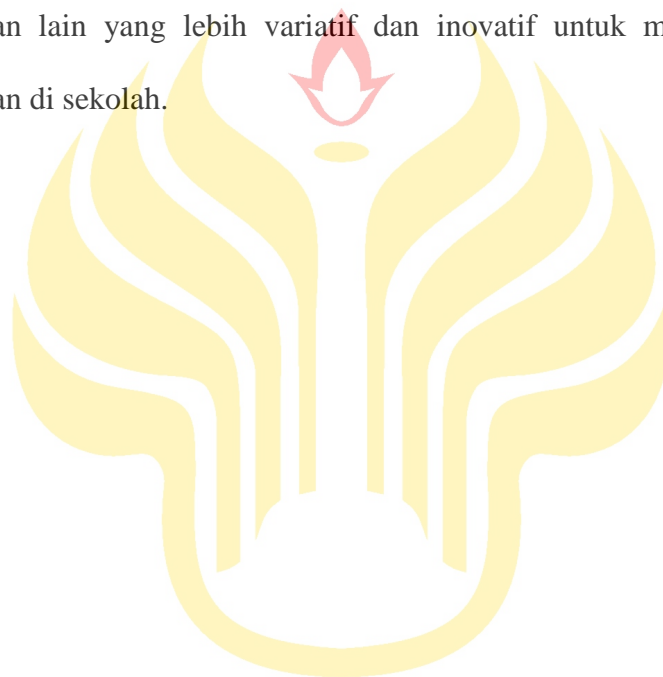 an lain yang lebih variatif dan inovatif untuk m
an di sekolah.